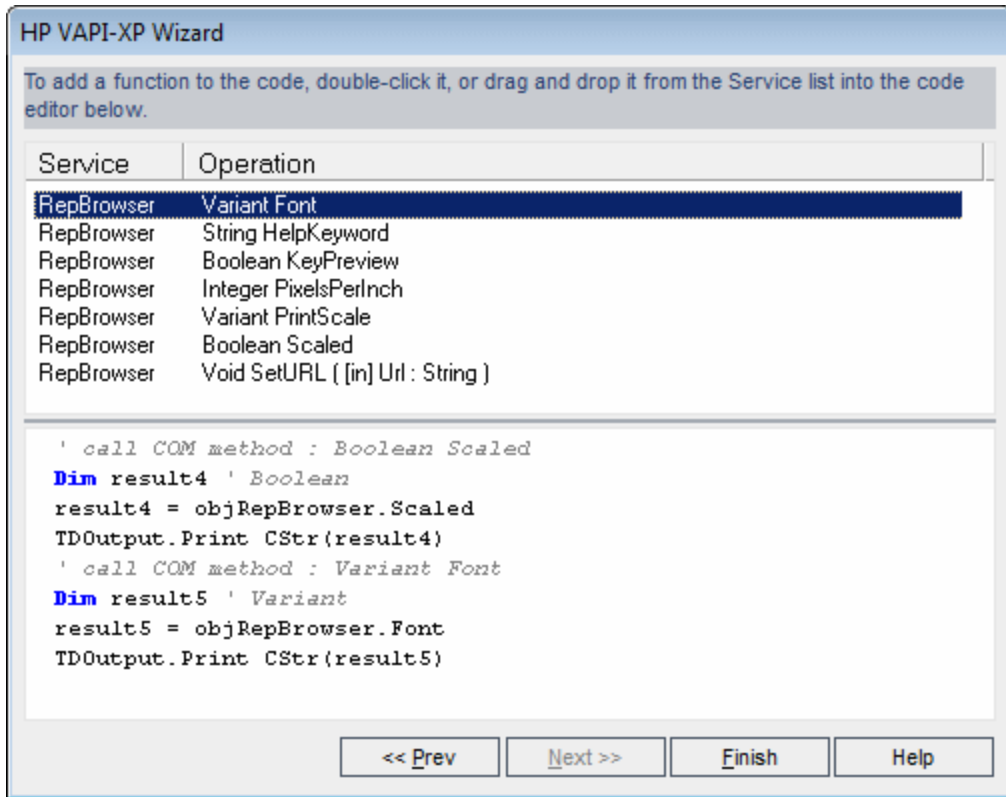 HP VAPI-XP Wizard
To add a function to the code, double-click it, or drag and drop it from the Service list into the code
editor below.
Service Operation
RepBrowser Variant Font
RepBrowser String HelpKeyword
RepBrowser Boolean KeyPreview
RepBrowser Integer PixelsPerInch
RepBrowser Variant PrintScale
RepBrowser Boolean Scaled
RepBrowser Void SetURL ( [in] Url : String )
' call COM method : Boolean Scaled
Dim result4 ' Boolean
result4 = objRepBrowser.Scaled
TDOutput.Print CStr(result4)
' call COM method : Variant Font
Dim result5 ' Variant
result5 = objRepBrowser.Font
TDOutput.Print CStr(result5)
<< Prev Next >> Finish Help